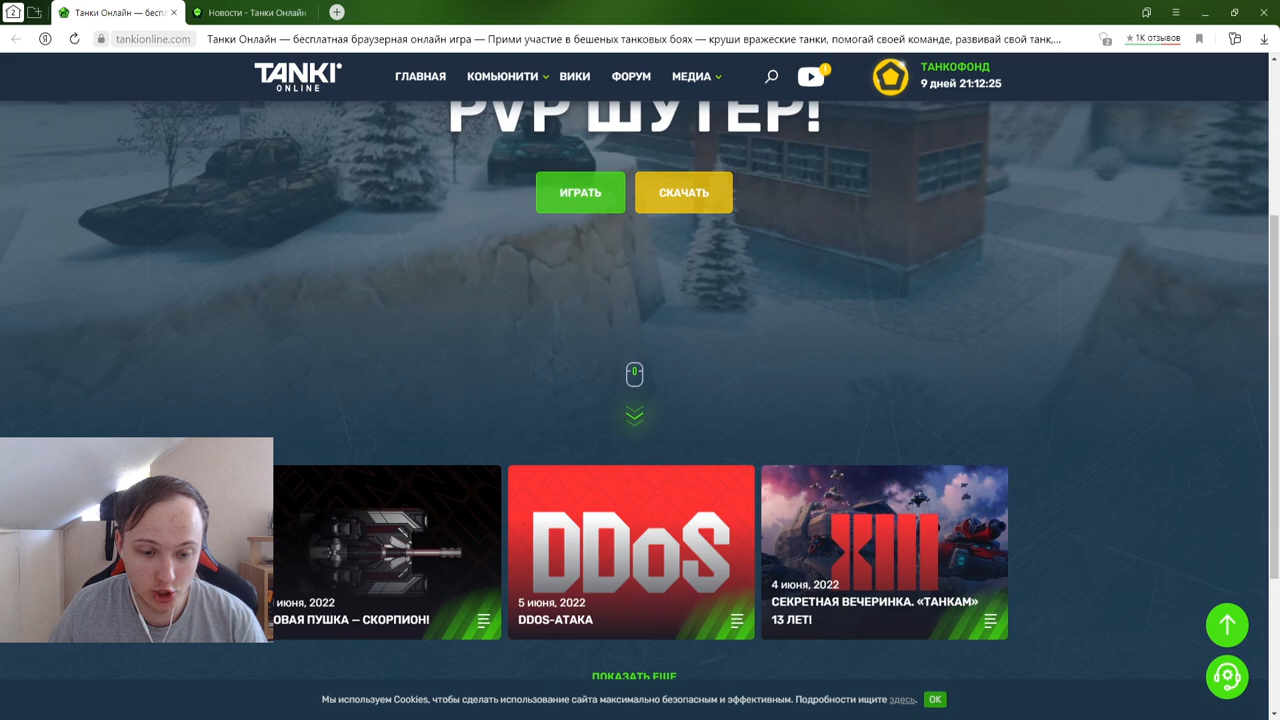 2
Танки Онлайн — беспл
Новости - Танки Онлайн
tankionline.com
Танки Онлайн — бесплатная браузерная онлайн игра — Прими участие в бешеных танковых боях — круши вражеские танки, помогай своей команде, развивай свой танк,...
★ 1К отзывов
TANKI
ONLINE
ГЛАВНАЯ
КОМЬЮНИТИ
ВИКИ
ФОРУМ
МЕДИА
ТАНКОФОНД
9 дней 21:12:25
PVP ШУТЕР!
ИГРАТЬ
СКАЧАТЬ
июня, 2022
ОВАЯ ПУШКА — СКОРПИОН!
DDoS
5 июня, 2022
DDOS-АТАКА
XIII
4 июня, 2022
СЕКРЕТНАЯ ВЕЧЕРИНКА. «ТАНКАМ»
13 ЛЕТ!
ПОКАЗАТЬ ЕЩЕ
Мы используем Cookies, чтобы сделать использование сайта максимально безопасным и эффективным. Подробности ищите здесь.
OK